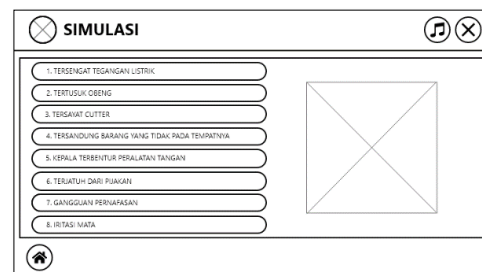 SIMULASI
1. TERSENGAT TEGANGAN LISTRIK
2. TERTUSUK OBENG
3. TERSAYAT CUTTER
4. TERSANDUNG BARANG YANG TIDAK PADA TEMPATNYA
5. KEPALA TERBENTUR PERALATAN TANGAN
6. TERJATUH DARI PIJAKAN
7. GANGGUAN PERNAFASAN
8. IRITASI MATA